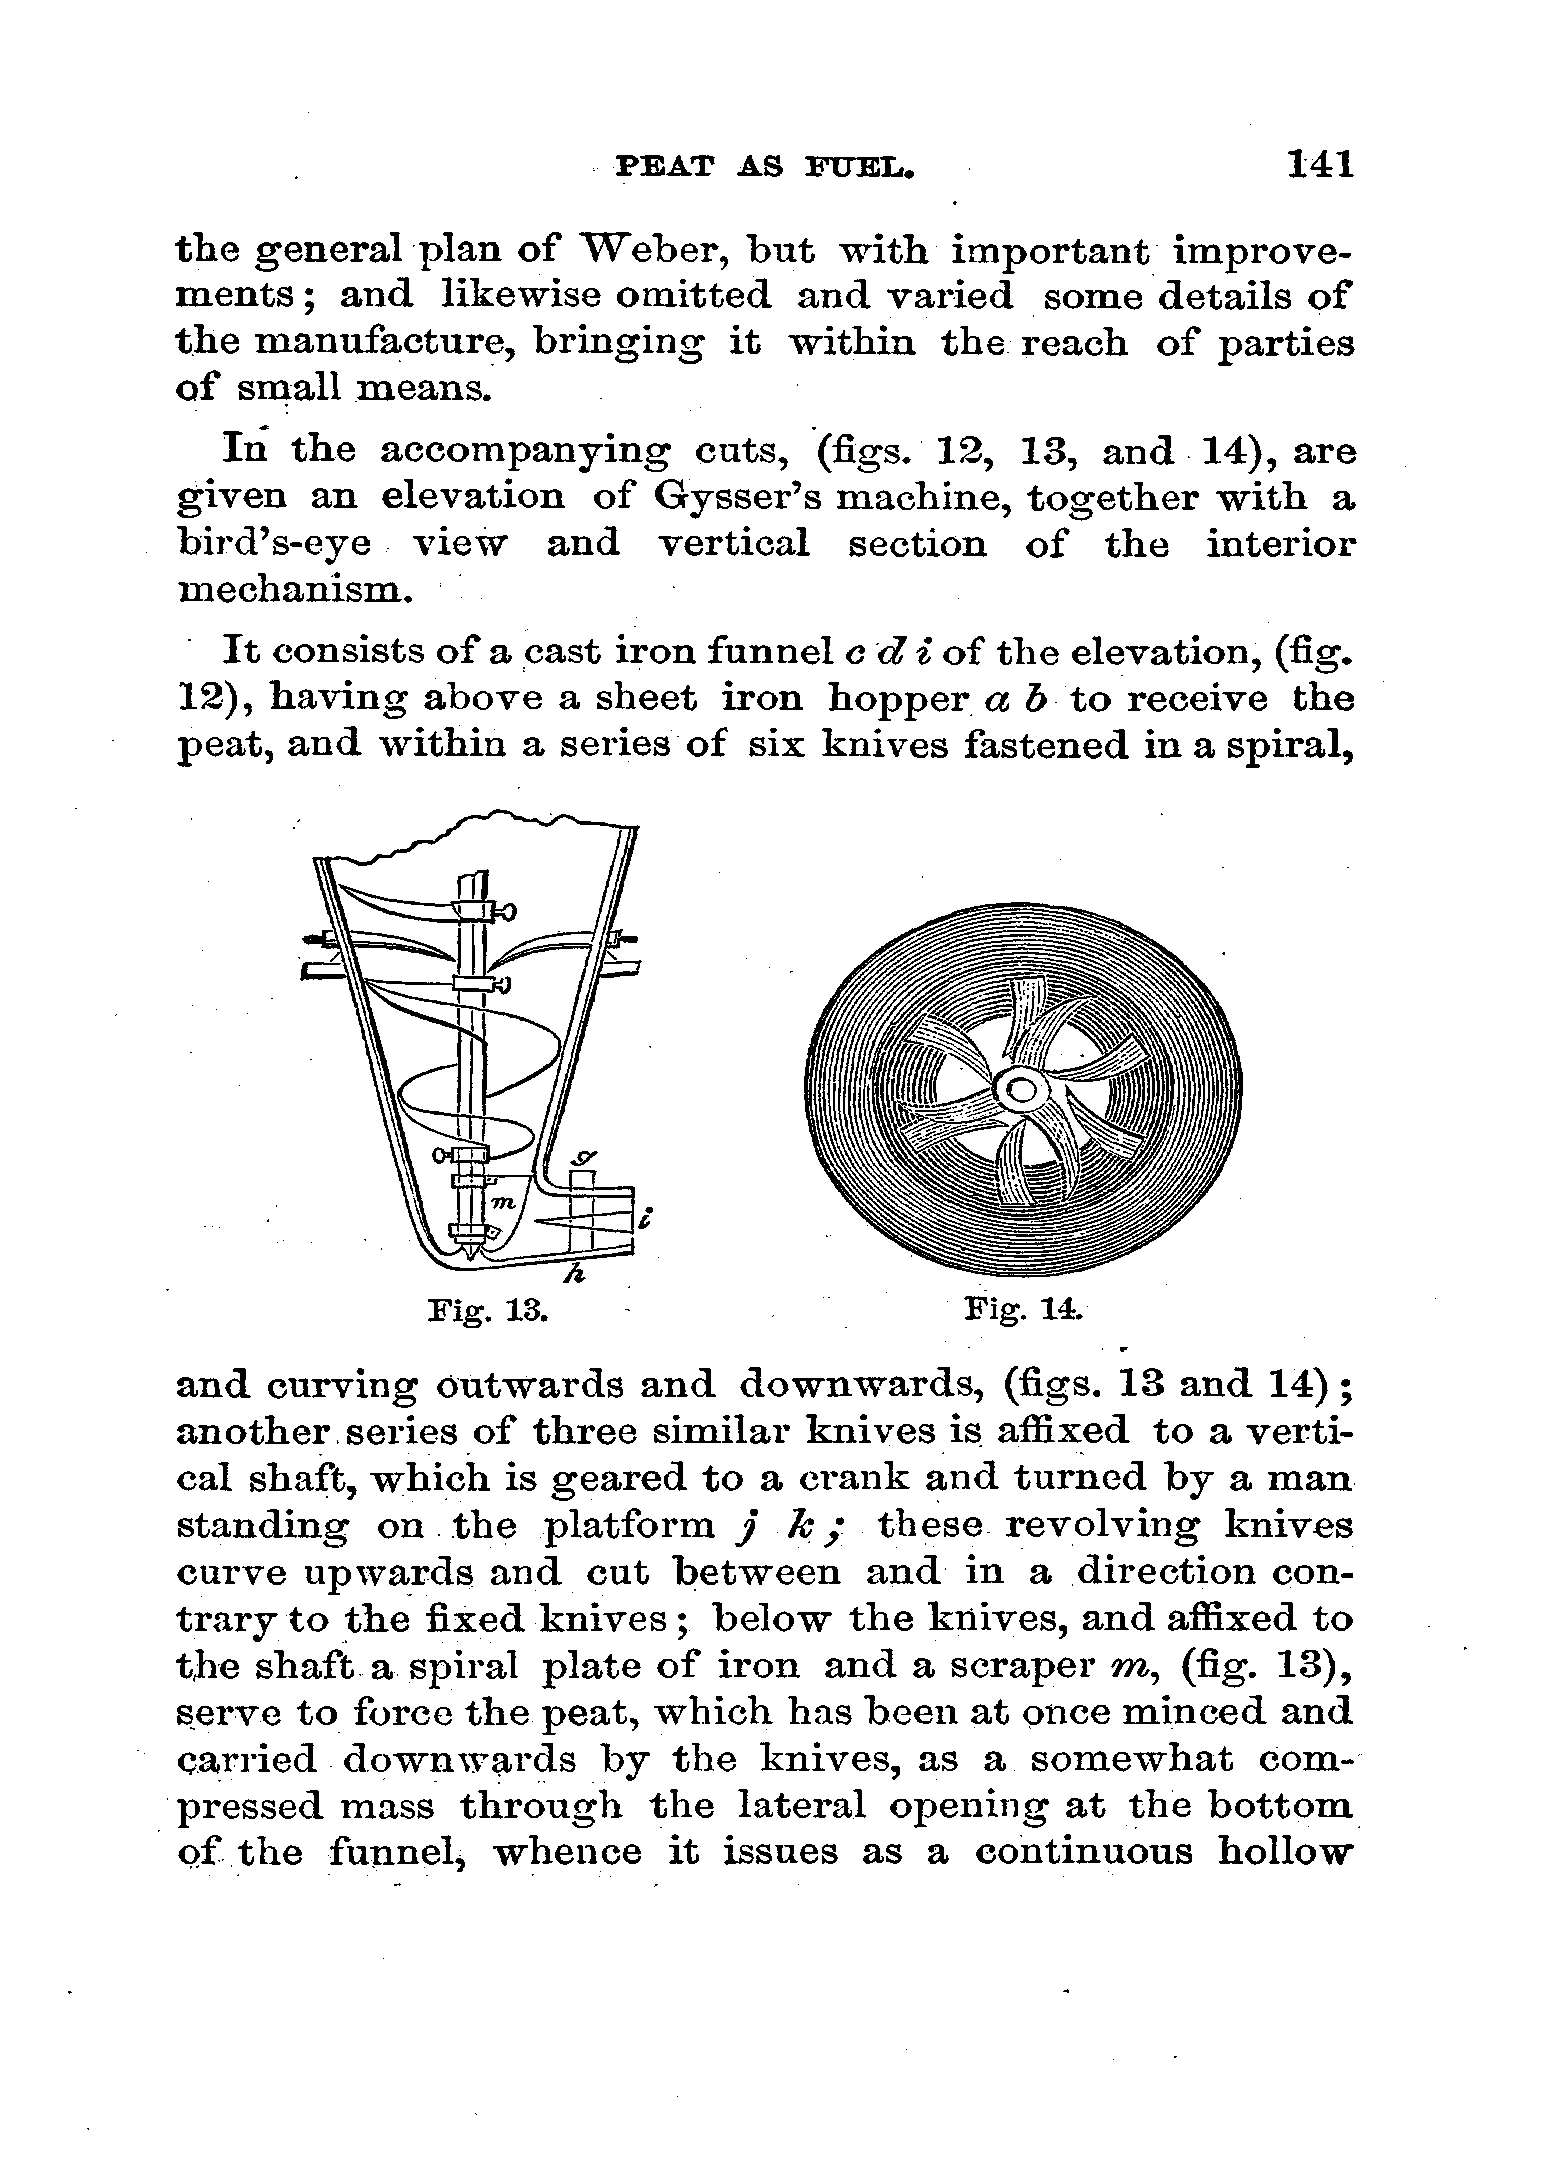 PEAT AS FUEL. 141
the general plan of Weber, but with important improve-
ments; and likewise omitted and varied some details of
the manufacture, bringing it within the reach of parties
of small means.
In the accompanying cuts, (figs. 12, 13, and 14), are
given an elevation of Gysser's machine, together with a
bird's-eye view and vertical section of the interior
mechanism.
It consists of a cast iron funnel c d i of the elevation, (fig.
12), having above a sheet iron hopper a b to receive the
peat, and within a series of six knives fastened in a spiral,
g
m
i
h
Fig. 13. Fig. 14.
and curving outwards and downwards, (figs. 13 and 14);
another series of three similar knives is affixed to a verti-
cal shaft, which is geared to a crank and turned by a man
standing on the platform j k; these revolving knives
curve upwards and cut between and in a direction con-
trary to the fixed knives; below the knives, and affixed to
the shaft a spiral plate of iron and a scraper m, (fig. 13),
serve to force the peat, which has been at once minced and
carried downwards by the knives, as a somewhat com-
pressed mass through the lateral opening at the bottom
of the funnel, whence it issues as a continuous hollow